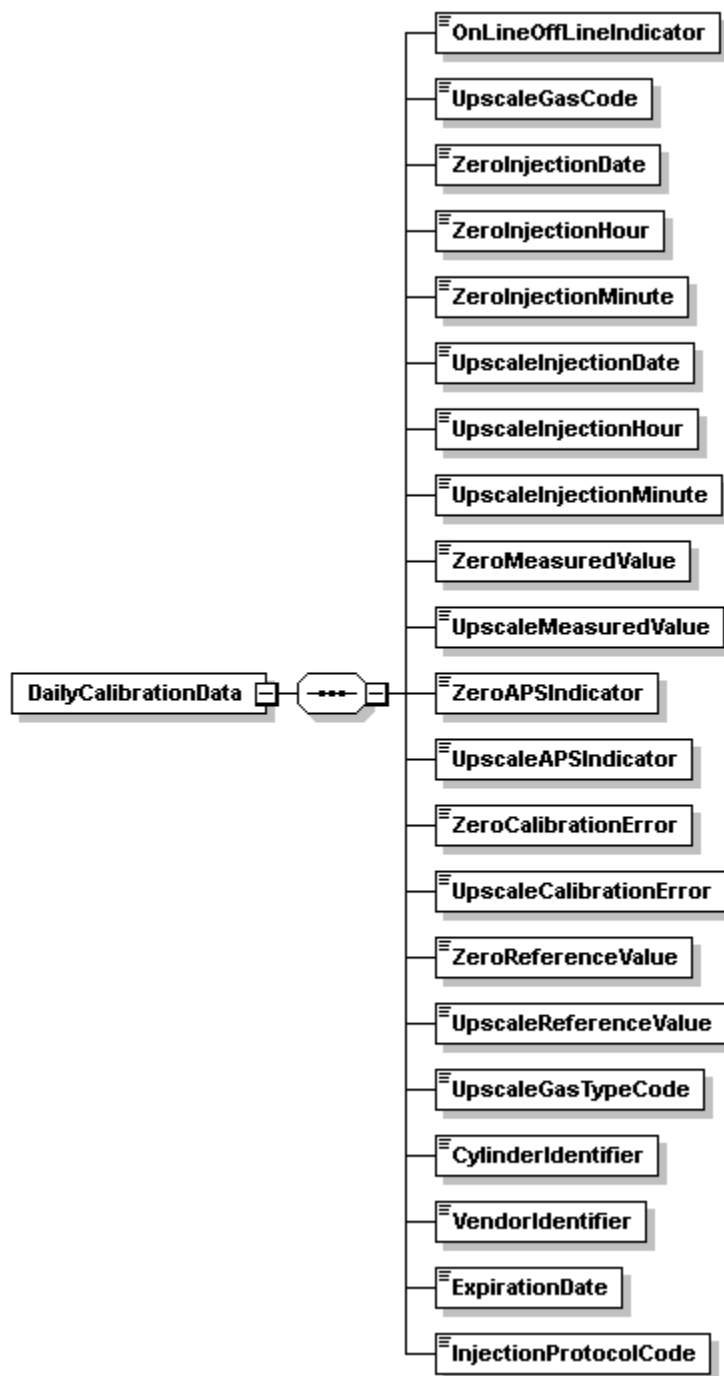 OnLineOffLineIndicator
UpscaleGasCode
ZeroInjectionDate
ZeroInjectionHour
ZeroInjectionMinute
UpscaleInjectionDate
UpscaleInjectionHour
UpscaleInjectionMinute
ZeroMeasuredValue
UpscaleMeasuredValue
DailyCalibrationData
ZeroAPSIndicator
UpscaleAPSIndicator
ZeroCalibrationError
UpscaleCalibrationError
ZeroReferenceValue
UpscaleReferenceValue
UpscaleGasTypeCode
CylinderIdentifier
VendorIdentifier
ExpirationDate
InjectionProtocolCode